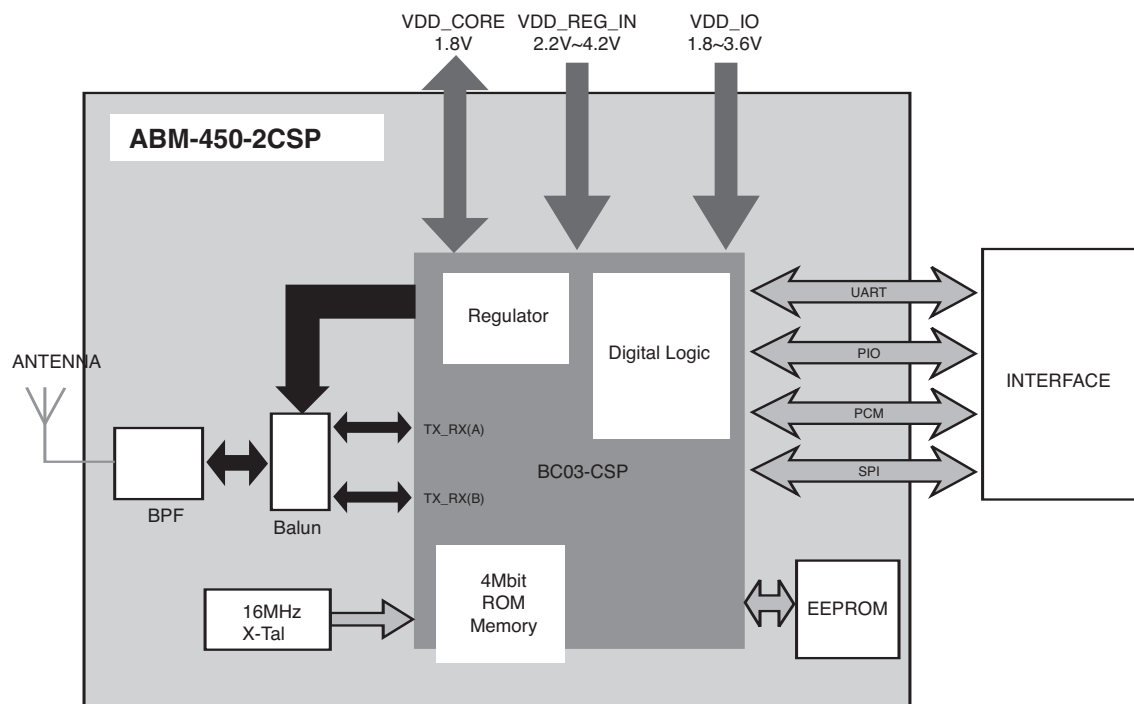 VDD_CORE
1.8V
VDD_REG_IN
2.2V~4.2V
VDD_IO
1.8~3.6V
ABM-450-2CSP
Regulator
Digital Logic
UART
PIO
PCM
SPI
INTERFACE
ANTENNA
TX_RX(A)
TX_RX(B)
BC03-CSP
BPF
Balun
16MHz
X-Tal
4Mbit
ROM
Memory
EEPROM